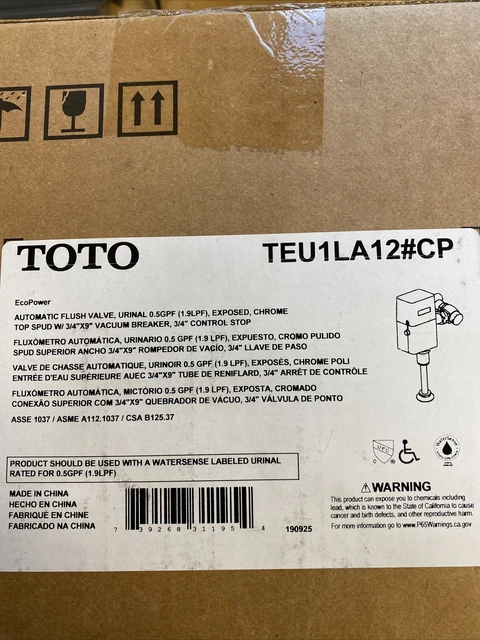 TOTO
TEU1LA12#CP
EcoPower
AUTOMATIC FLUSH VALVE, URINAL 0.5GPF (1.9LPF), EXPOSED, CHROME
TOP SPUD W/ 3/4"X9" VACUUM BREAKER, 3/4" CONTROL STOP
FLUXÓMETRO AUTOMÁTICA, URINARIO 0.5 GPF (1.9 LPF), EXPUESTO, CROMO PULIDO
SPUD SUPERIOR ANCHO 3/4"X9" ROMPEDOR DE VACÍO, 3/4" LLAVE DE PASO
VALVE DE CHASSE AUTOMATIQUE, URINOIR 0.5 GPF (1.9 LPF), EXPOSÉS, CHROME POLI
ENTRÉE D'EAU SUPÉRIEURE AVEC 3/4"X9" TUBE DE RENIFLARD, 3/4" ARRÊT DE CONTRÔLE
FLUXÔMETRO AUTOMÁTICA, MICTÓRIO 0.5 GPF (1.9 LPF), EXPOSTA, CROMADO
CONEXÃO SUPERIOR COM 3/4"X9" QUEBRADOR DE VÁCUO, 3/4" VÁLVULA DE PONTO
ASSE 1037 / ASME A112.1037 / CSA B125.37
UPC
C
WaterSense
PRODUCT SHOULD BE USED WITH A WATERSENSE LABELED URINAL
RATED FOR 0.5GPF (1.9LPF)
MADE IN CHINA
HECHO EN CHINA
FABRIQUÉ EN CHINE
FABRICADO NA CHINA
7 39268 31195 4
190925
WARNING
This product can expose you to chemicals including
lead, which is known to the State of California to cause
cancer and birth defects, and other reproductive harm.
For more information go to www.P65Warnings.ca.gov